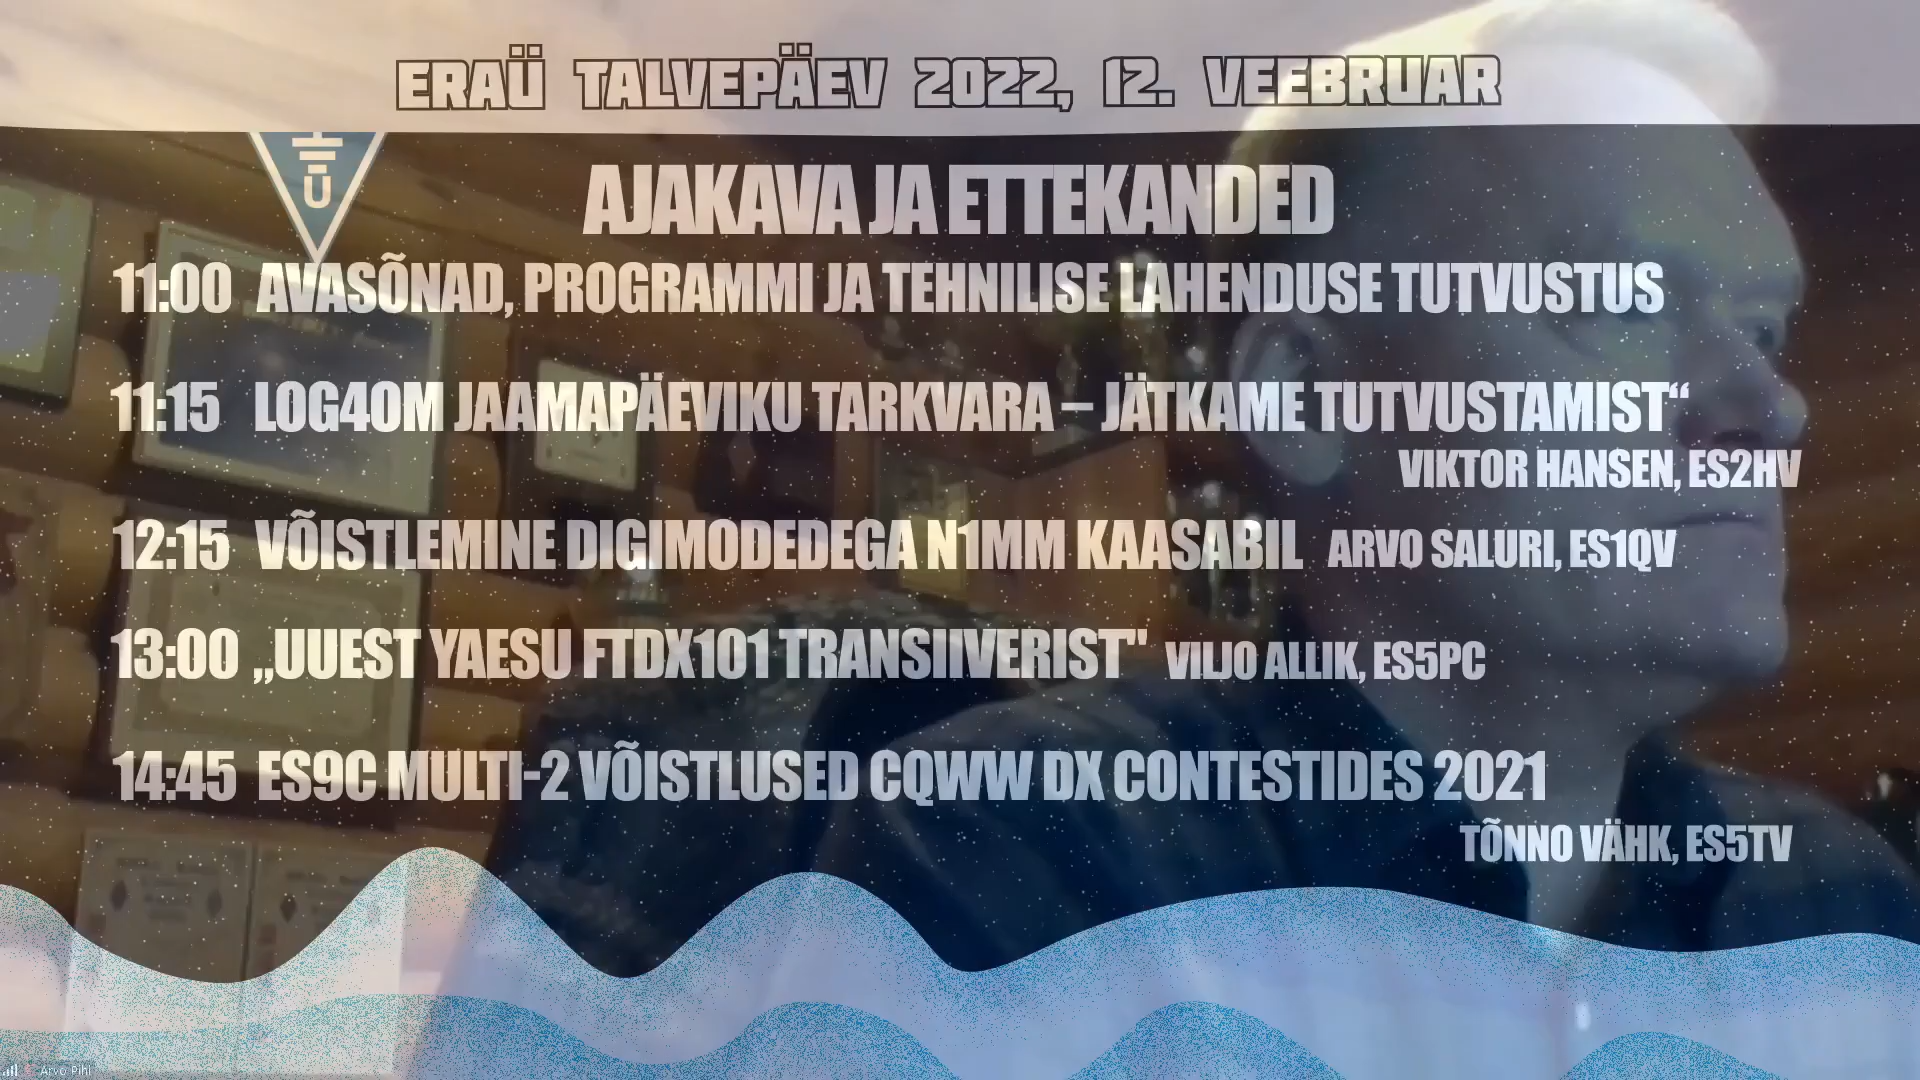 ERAÜ TALVEPÄEV 2022, 12. VEEBRUAR
U
AJAKAVA JA ETTEKANDED
11:00 AVASÕNAD, PROGRAMMI JA TEHNILISE LAHENDUSE TUTVUSTUS
11:15 LOG4OM JAAMAPÄEVIKU TARKVARA – JÄTKAME TUTVUSTAMIST“
VIKTOR HANSEN, ES2HV
12:15 VÕISTLEMINE DIGIMODEDEGA N1MM KAASABIL ARVO SALURI, ES1QV
13:00 „UUEST YAESU FTDX101 TRANSIIVERIST" VILJO ALLIK, ES5PC
14:45 ES9C MULTI-2 VÕISTLUSED CQWW DX CONTESTIDES 2021
TÕNNO VÄHK, ES5TV
Arvo Pihl